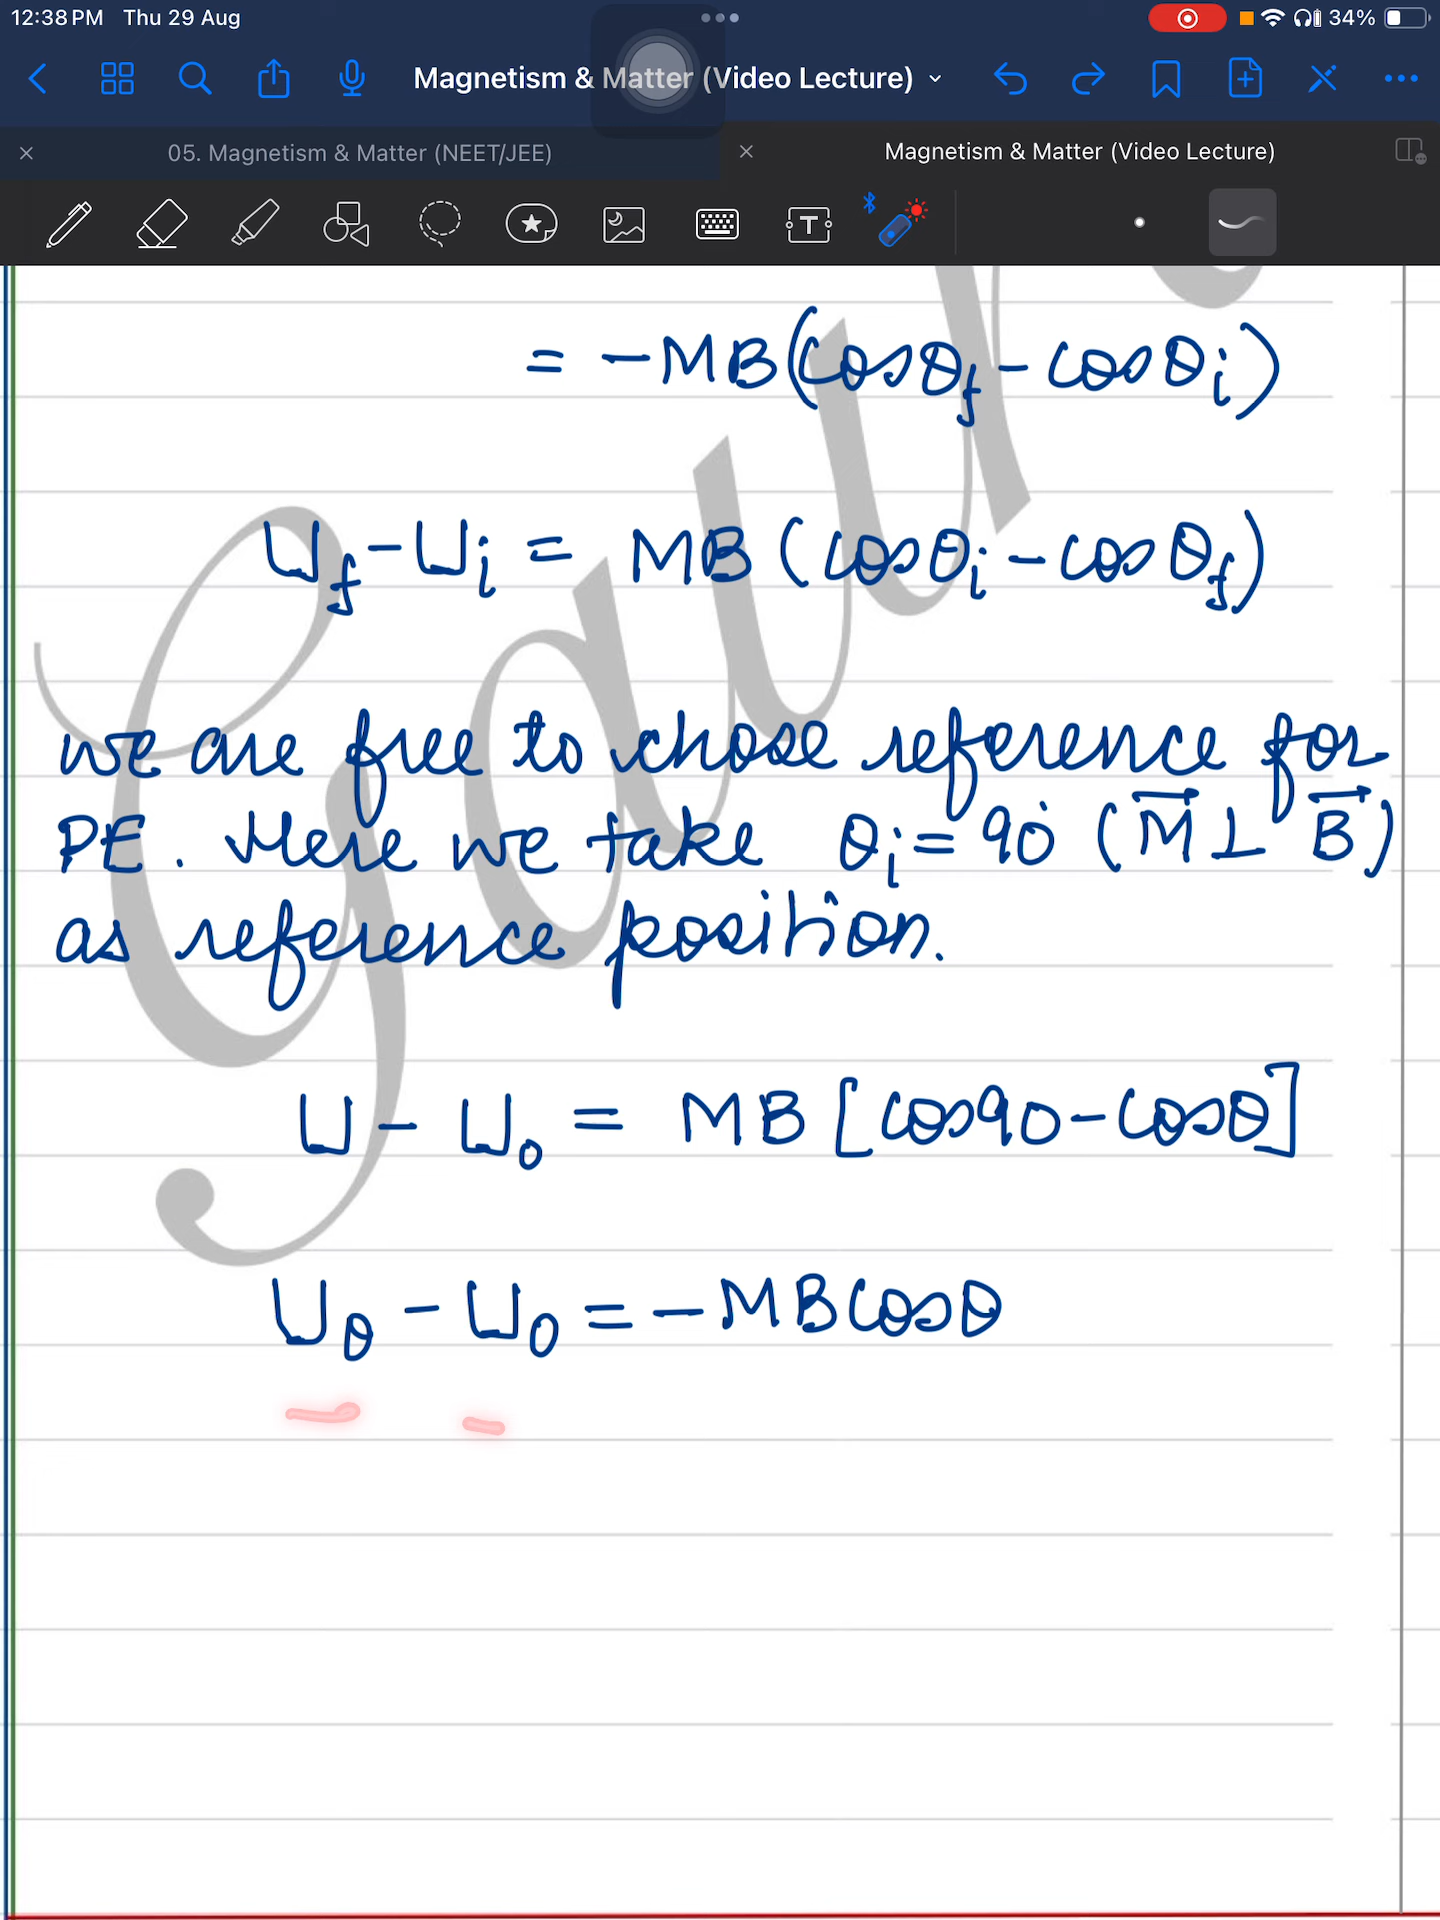 12:38 PM Thu 29 Aug
34%
Magnetism & Matter (Video Lecture)
05. Magnetism & Matter (NEET/JEE)
Magnetism & Matter (Video Lecture)
T
= -MB(cosθf - cosθi)
Uf - Ui = MB (cosθi - cosθf)
we are free to chose reference for
PE. Here we take θi = 90° (M⃗ ⊥ B⃗)
as reference position.
U - U₀ = MB [cos90 - cosθ]
Uθ - U₀ = -MBcosθ